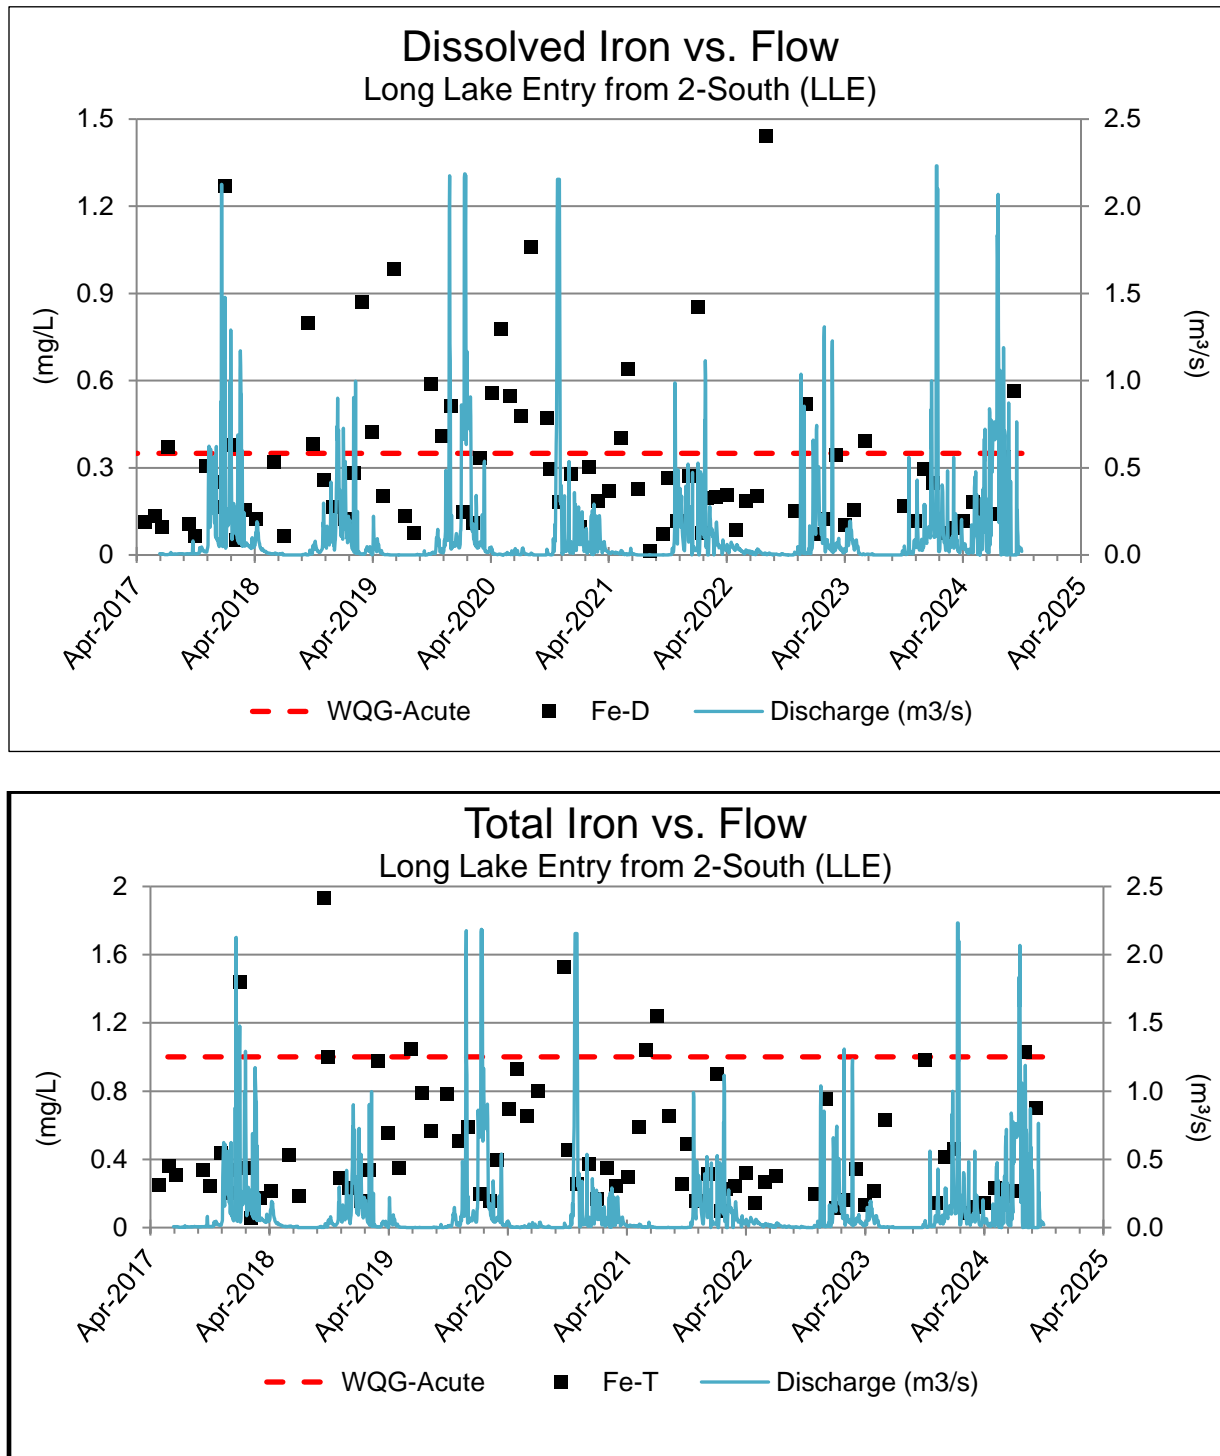 Dissolved Iron vs. Flow
Long Lake Entry from 2-South (LLE)
1.5
1.2
0.9
0.6
0.3
0
(mg/L)
2.5
2.0
1.5
1.0
0.5
0.0
(m³/s)
Apr-2017
Apr-2018
Apr-2019
Apr-2020
Apr-2021
Apr-2022
Apr-2023
Apr-2024
Apr-2025
WQG-Acute Fe-D Discharge (m3/s)
Total Iron vs. Flow
Long Lake Entry from 2-South (LLE)
2
1.6
1.2
0.8
0.4
0
(mg/L)
2.5
2.0
1.5
1.0
0.5
0.0
(m³/s)
Apr-2017
Apr-2018
Apr-2019
Apr-2020
Apr-2021
Apr-2022
Apr-2023
Apr-2024
Apr-2025
WQG-Acute Fe-T Discharge (m3/s)